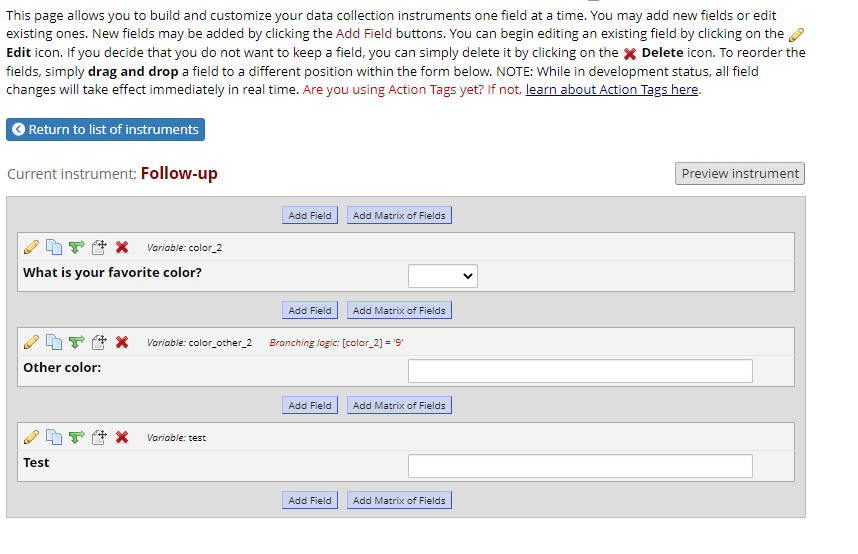 This page allows you to build and customize your data collection instruments one field at a time. You may add new fields or edit
existing ones. New fields may be added by clicking the Add Field buttons. You can begin editing an existing field by clicking on the
Edit icon. If you decide that you do not want to keep a field, you can simply delete it by clicking on the Delete icon. To reorder the
fields, simply drag and drop a field to a different position within the form below. NOTE: While in development status, all field
changes will take effect immediately in real time. Are you using Action Tags yet? If not, learn about Action Tags here.
Return to list of instruments
Current instrument: Follow-up Preview instrument
Add Field Add Matrix of Fields
Variable: color_2
What is your favorite color?
Add Field Add Matrix of Fields
Variable: color_other_2 Branching logic: [color_2] = '9'
Other color:
Add Field Add Matrix of Fields
Variable: test
Test
Add Field Add Matrix of Fields